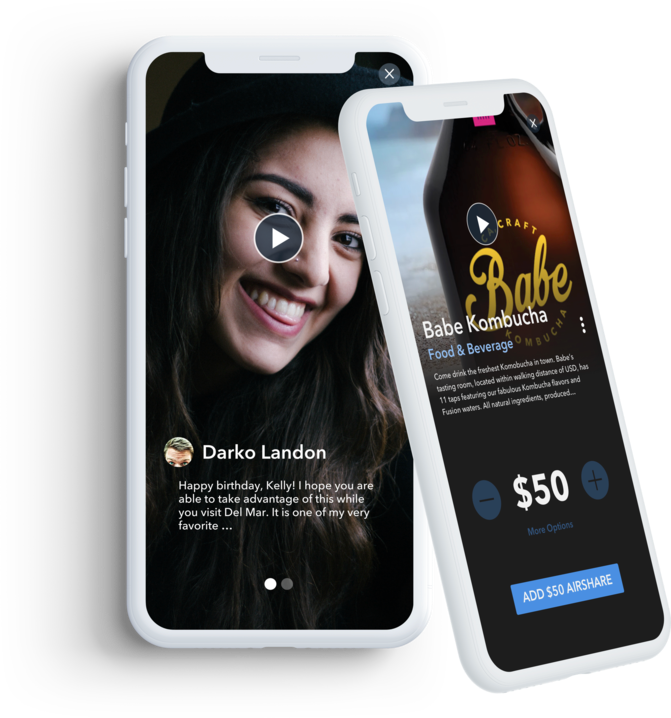 Darko Landon
Happy birthday, Kelly! I hope you are
able to take advantage of this while
you visit Del Mar. It is one of my very
favorite ...
CRAFT
Babe
KOMBUCHA
Babe Kombucha
Food & Beverage
Come drink the freshest Komobucha in town. Babe's
tasting room, located within walking distance of USD, has
11 taps featuring our fabulous Kombucha flavors and
Fusion waters. All natural ingredients, produced...
$50
More Options
ADD $50 AIRSHARE